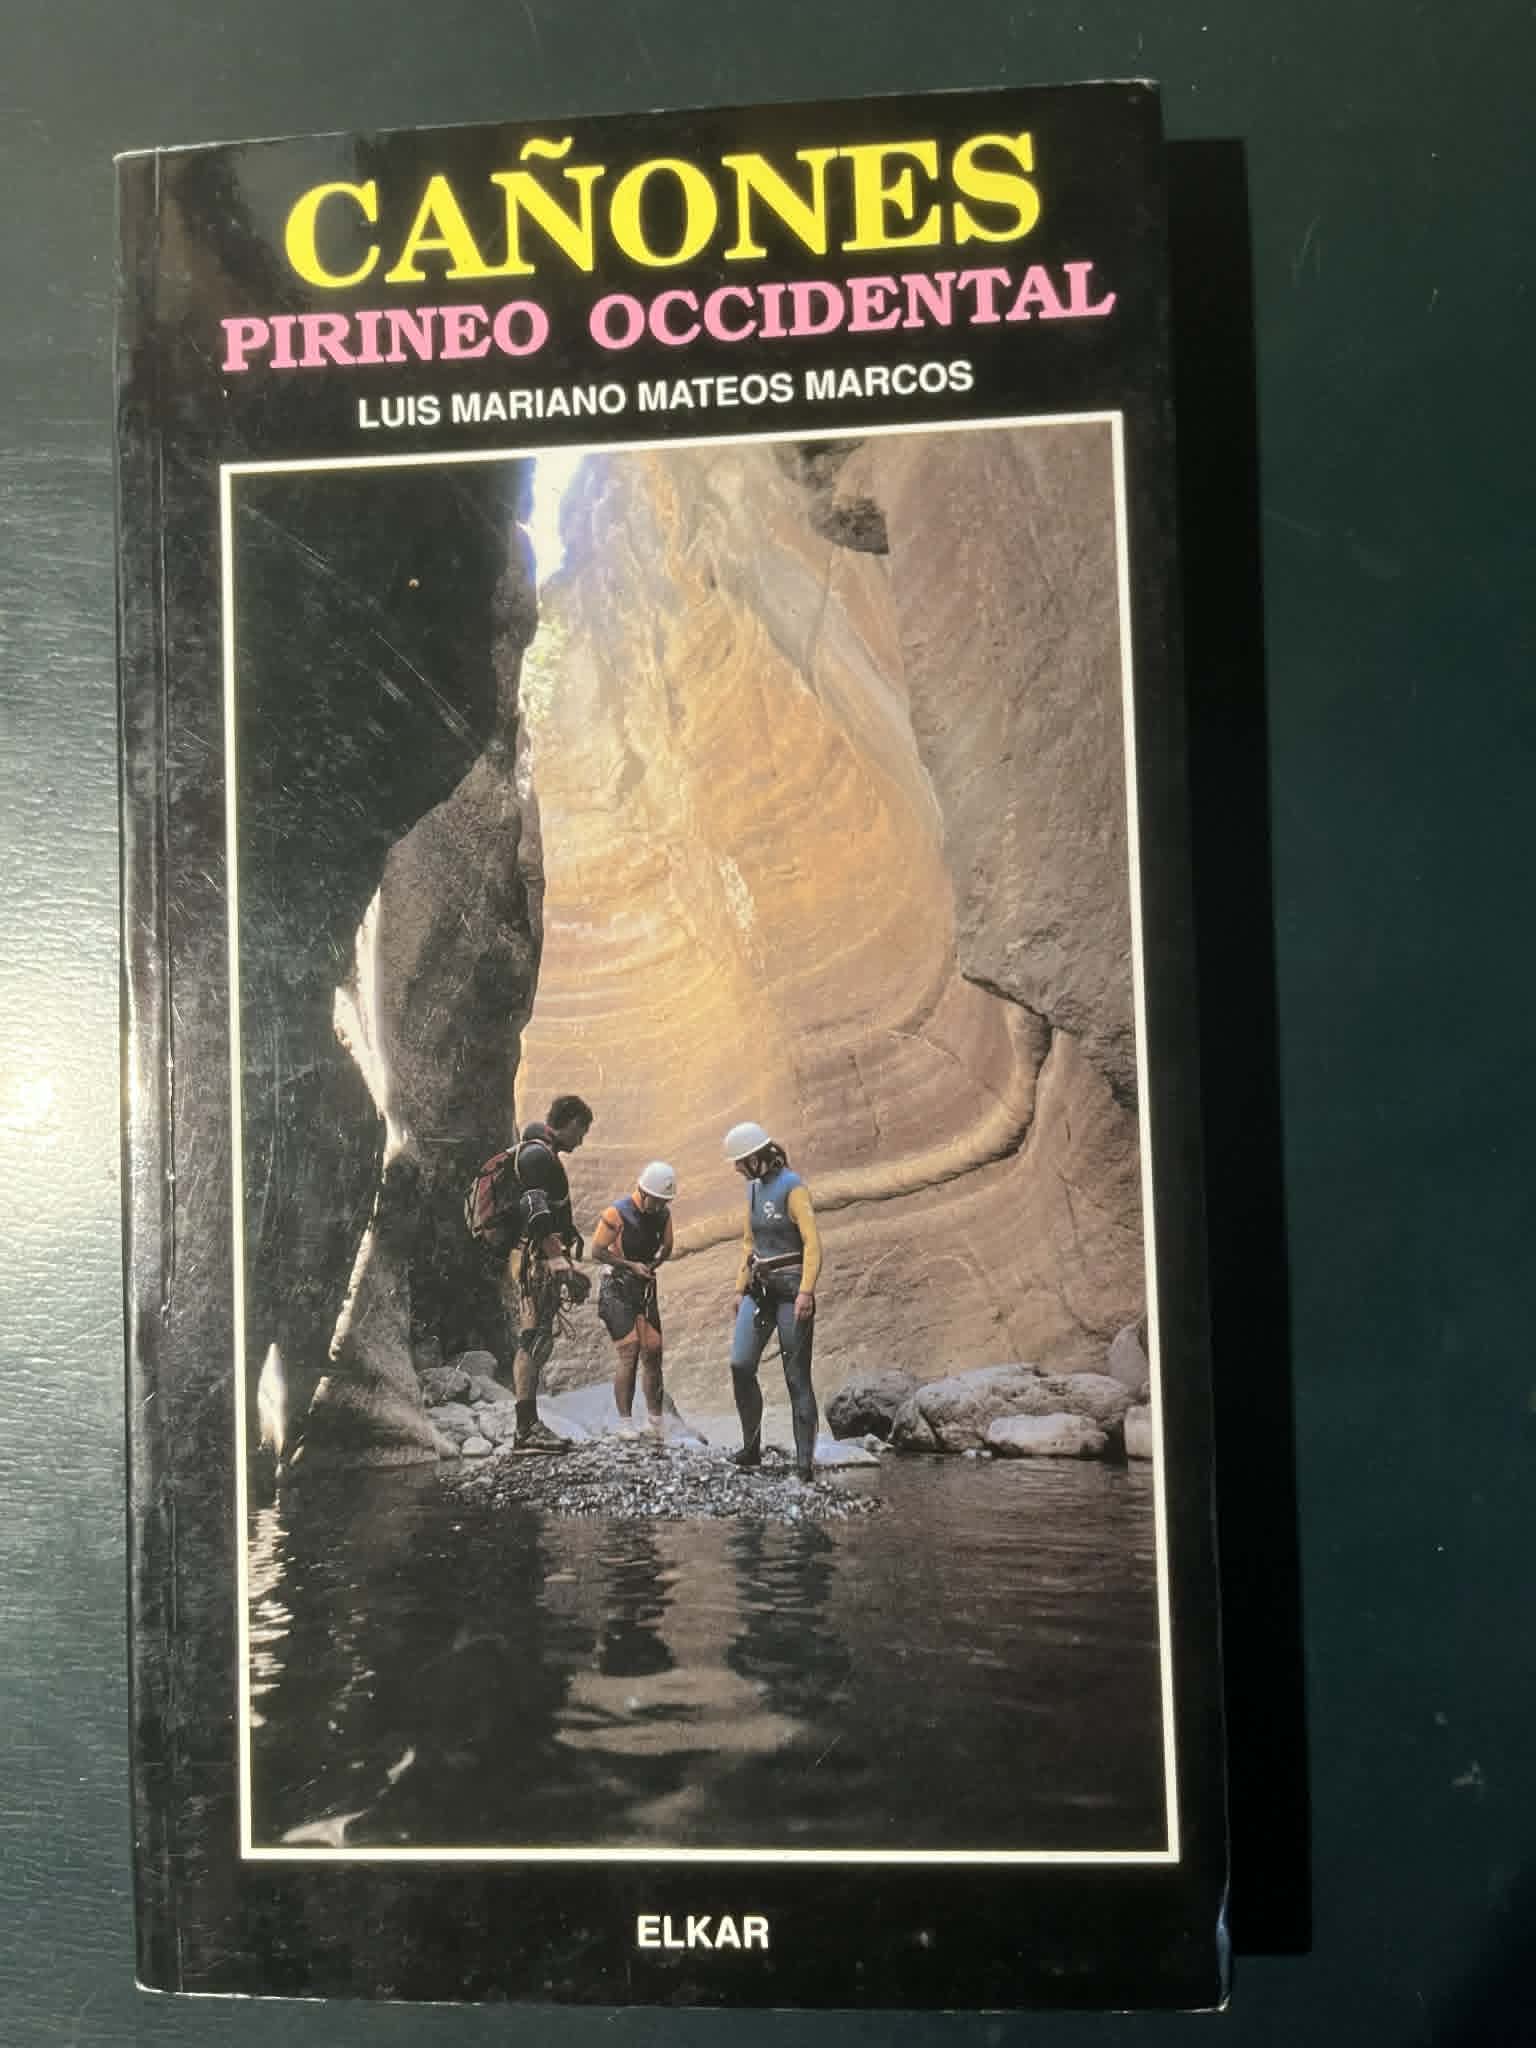 CAÑONES
PIRINEO OCCIDENTAL
LUIS MARIANO MATEOS MARCOS
ELKAR